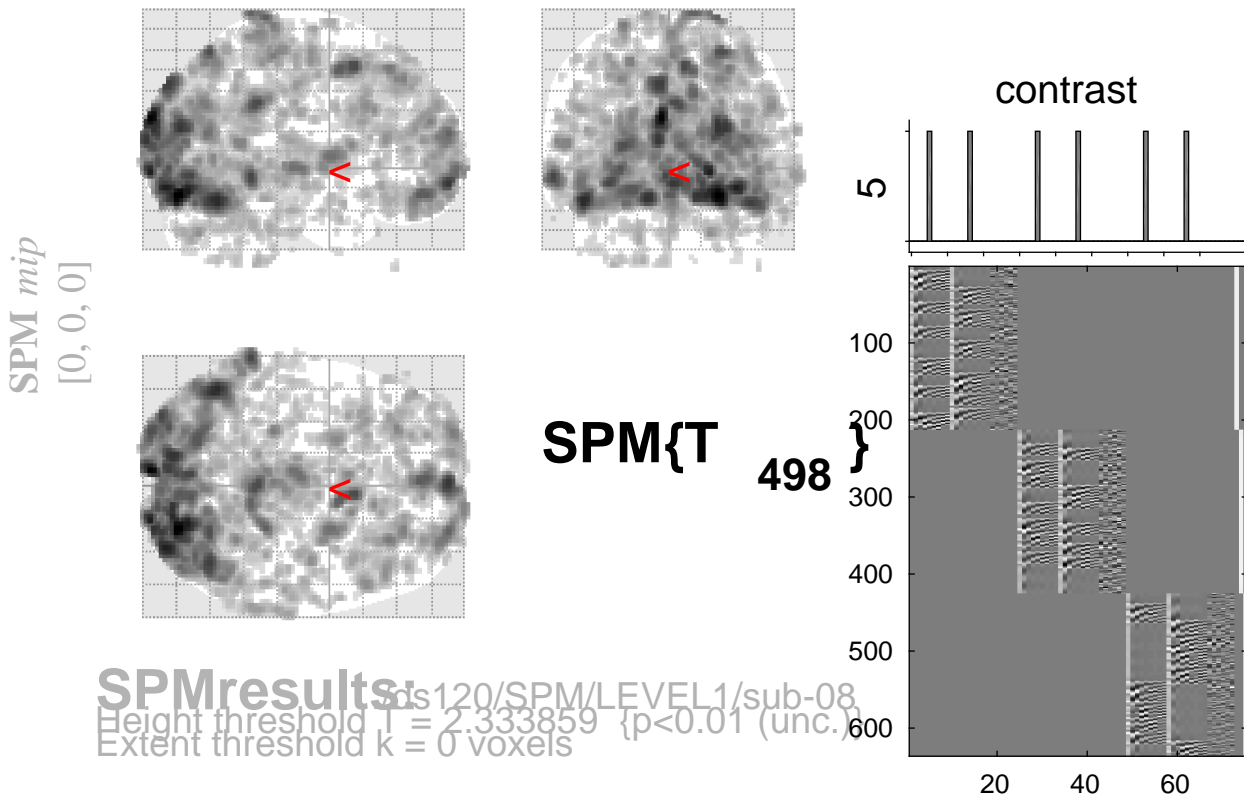 SPM mip
[0, 0, 0]
<
<
<
SPM{T498}
contrast
5
100
200
300
400
500
600
20
40
60
SPMresults: /ds120/SPM/LEVEL1/sub-08
Height threshold T = 2.333859 {p<0.01 (unc.)}
Extent threshold k = 0 voxels